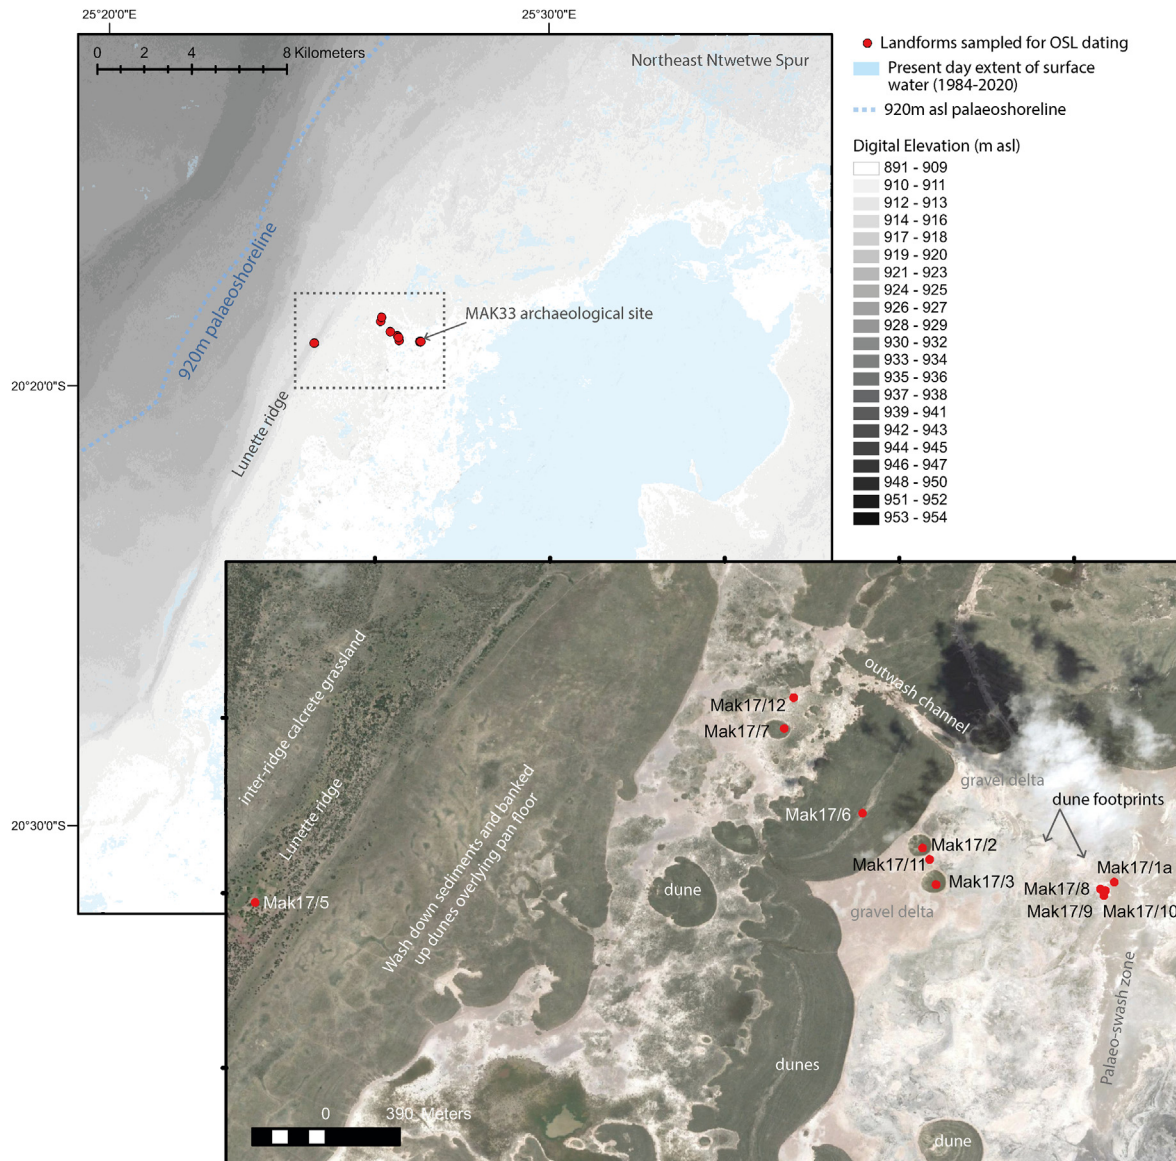 25°20'0"E
25°30'0"E
0 2 4 8 Kilometers
Northeast Ntwetwe Spur
920m palaeoshoreline
MAK33 archaeological site
20°20'0"S
Lunette ridge
20°30'0"S
Landforms sampled for OSL dating
Present day extent of surface
water (1984-2020)
920m asl palaeoshoreline
Digital Elevation (m asl)
891 - 909
910 - 911
912 - 913
914 - 916
917 - 918
919 - 920
921 - 923
924 - 925
926 - 927
928 - 929
930 - 932
933 - 934
935 - 936
937 - 938
939 - 941
942 - 943
944 - 945
946 - 947
948 - 950
951 - 952
953 - 954
inter-ridge calcrete grassland
Lunette ridge
Wash down sediments and banked
up dunes overlying pan floor
Mak17/5
Mak17/12
Mak17/7
outwash channel
gravel delta
Mak17/6
dune footprints
Mak17/2
Mak17/11
Mak17/3
Mak17/1a
Mak17/8
Mak17/9
Mak17/10
dune
gravel delta
Palaeo-swash zone
dunes
dune
0 390 Meters